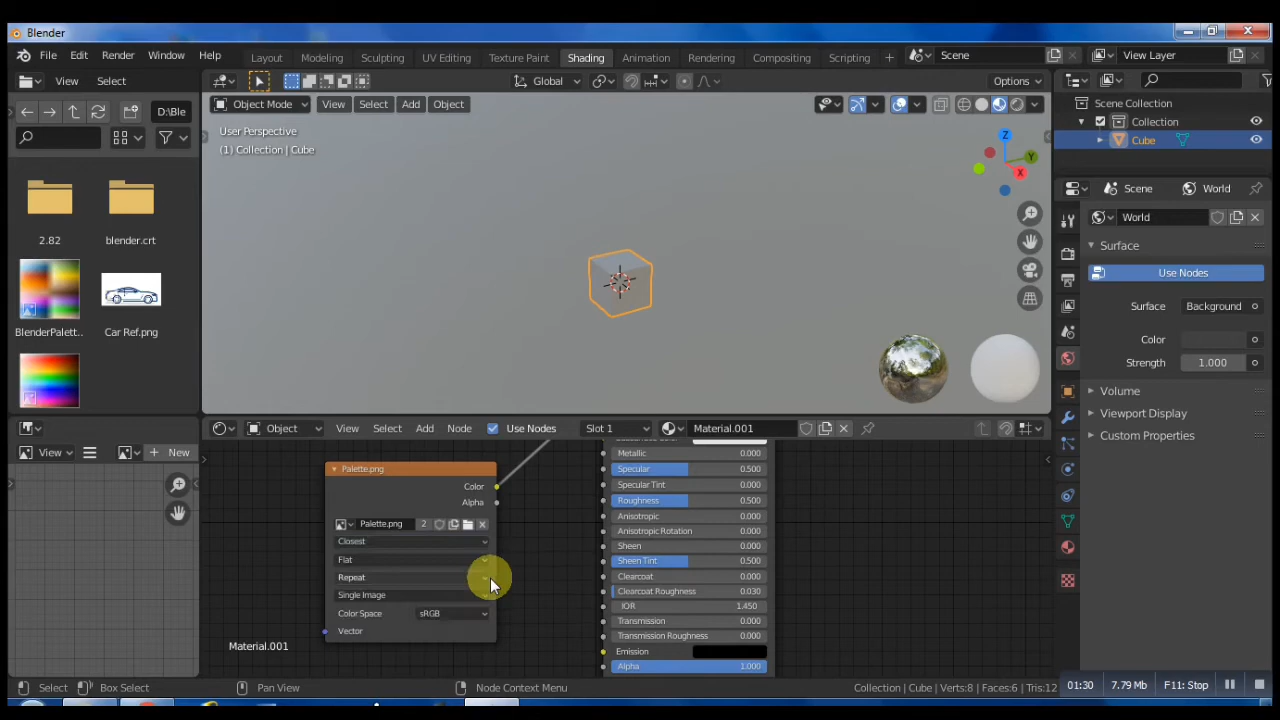 Blender
File Edit Render Window Help
Layout Modeling Sculpting UV Editing Texture Paint Shading Animation Rendering Compositing Scripting +
Scene
View Layer
View Select
Global
Options
Object Mode View Select Add Object
D:\Ble
User Perspective
(1) Collection | Cube
Z
Y
X
2.82
blender.crt
BlenderPalett..
Car Ref.png
Scene Collection
Collection
Cube
Scene
World
World
Surface
Use Nodes
Surface Background
Color
Strength 1.000
Volume
Viewport Display
Custom Properties
View
New
Object View Select Add Node Use Nodes Slot 1 Material.001
Palette.png
Color
Alpha
Palette.png 2
Closest
Flat
Repeat
Single Image
Color Space sRGB
Vector
Material.001
Metallic 0.000
Specular 0.500
Specular Tint 0.000
Roughness 0.500
Anisotropic 0.000
Anisotropic Rotation 0.000
Sheen 0.000
Sheen Tint 0.500
Clearcoat 0.000
Clearcoat Roughness 0.030
IOR 1.450
Transmission 0.000
Transmission Roughness 0.000
Emission
Alpha 1.000
Select Box Select Pan View Node Context Menu Collection | Cube | Verts:8 | Faces:6 | Tris:12
01:30 7.79 Mb F11: Stop